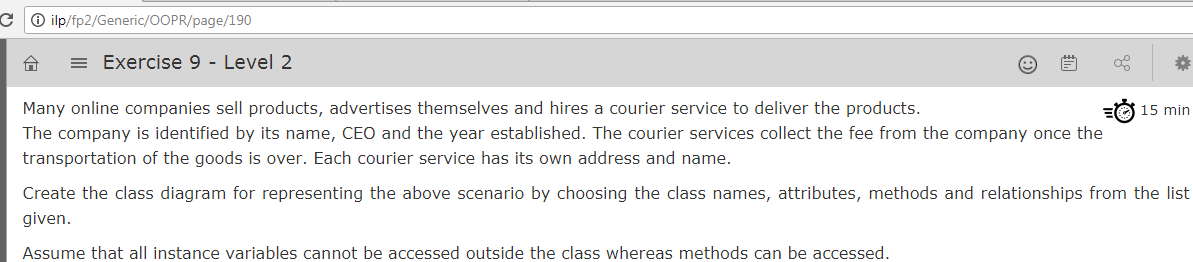 ilp/fp2/Generic/OOPR/page/190
Exercise 9 - Level 2
Many online companies sell products, advertises themselves and hires a courier service to deliver the products.
15 min
The company is identified by its name, CEO and the year established. The courier services collect the fee from the company once the
transportation of the goods is over. Each courier service has its own address and name.
Create the class diagram for representing the above scenario by choosing the class names, attributes, methods and relationships from the list
given.
Assume that all instance variables cannot be accessed outside the class whereas methods can be accessed.